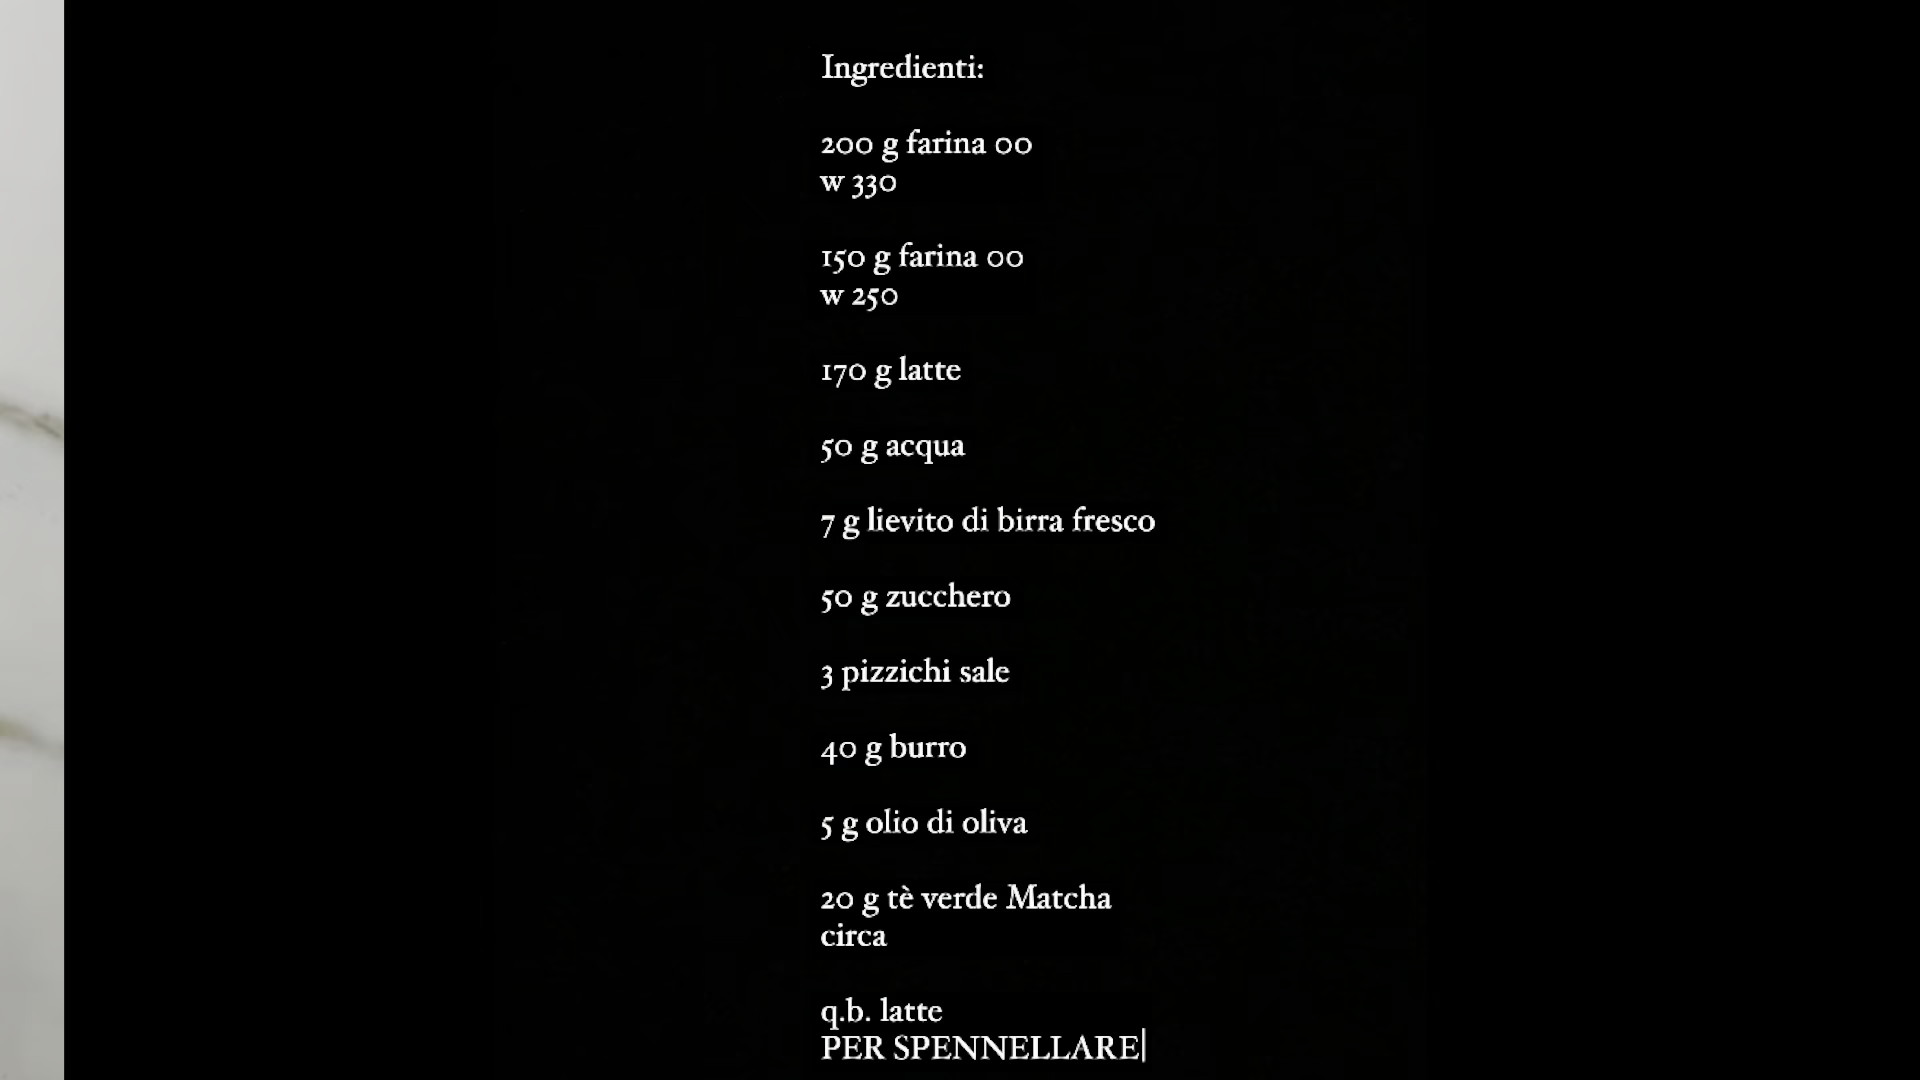 Ingredienti:
200 g farina 00
w 330
150 g farina 00
w 250
170 g latte
50 g acqua
7 g lievito di birra fresco
50 g zucchero
3 pizzichi sale
40 g burro
5 g olio di oliva
20 g tè verde Matcha
circa
q.b. latte
PER SPENNELLARE